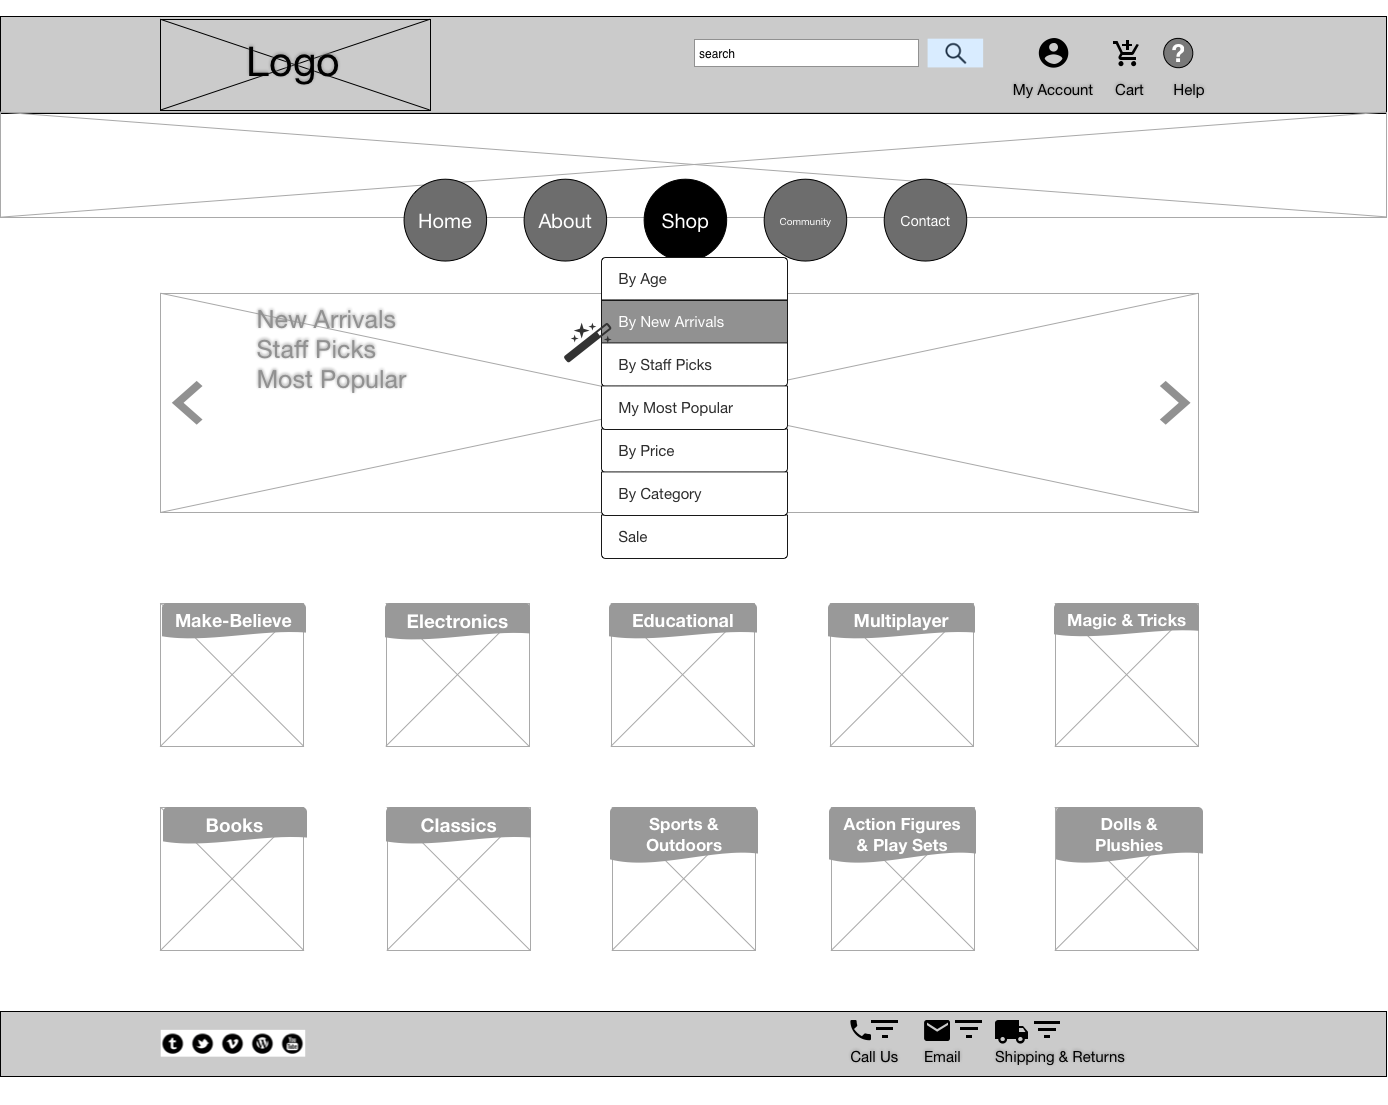 Logo
search
?
My Account
Cart
Help
Home
About
Shop
Community
Contact
By Age
By New Arrivals
By Staff Picks
My Most Popular
By Price
By Category
Sale
New Arrivals
Staff Picks
Most Popular
Make-Believe
Electronics
Educational
Multiplayer
Magic & Tricks
Books
Classics
Sports &
Outdoors
Action Figures
& Play Sets
Dolls &
Plushies
Call Us
Email
Shipping & Returns